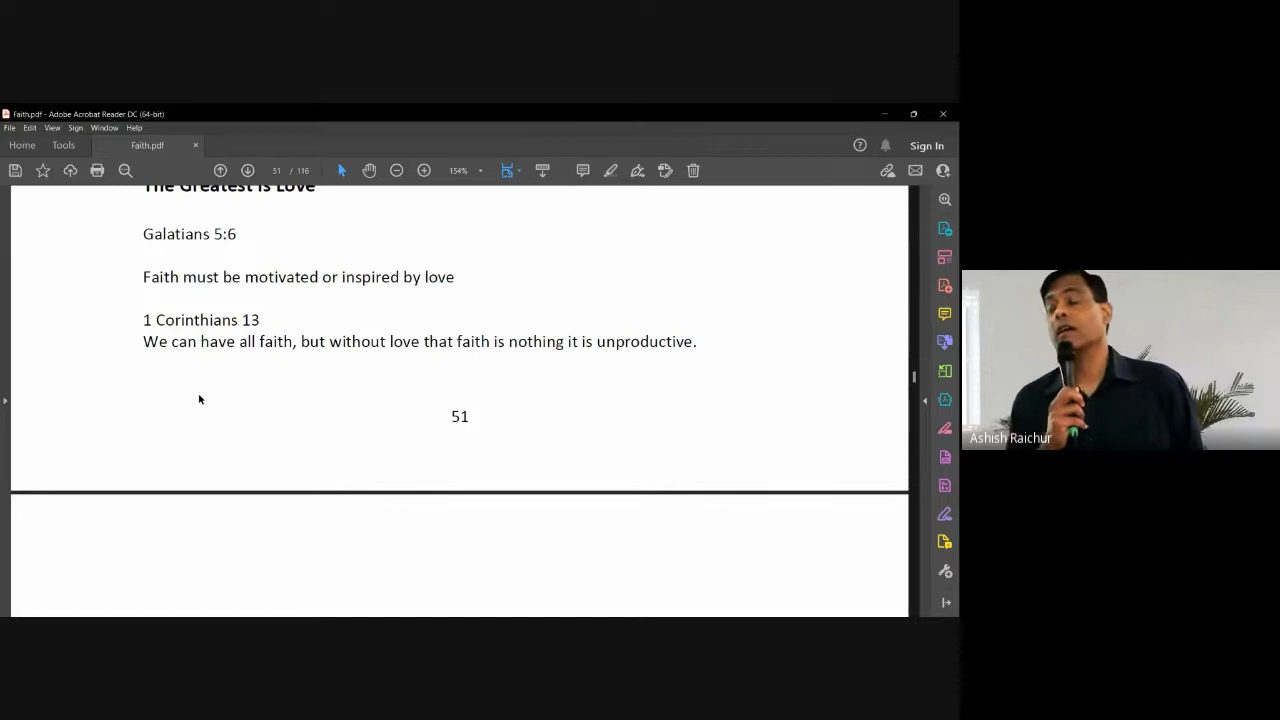 Faith.pdf - Adobe Acrobat Reader DC (64-bit)
File Edit View Sign Window Help
Home Tools Faith.pdf × Sign In
51 / 116 154%
The Greatest is Love
Galatians 5:6
Faith must be motivated or inspired by love
1 Corinthians 13
We can have all faith, but without love that faith is nothing it is unproductive.
51
Ashish Raichur